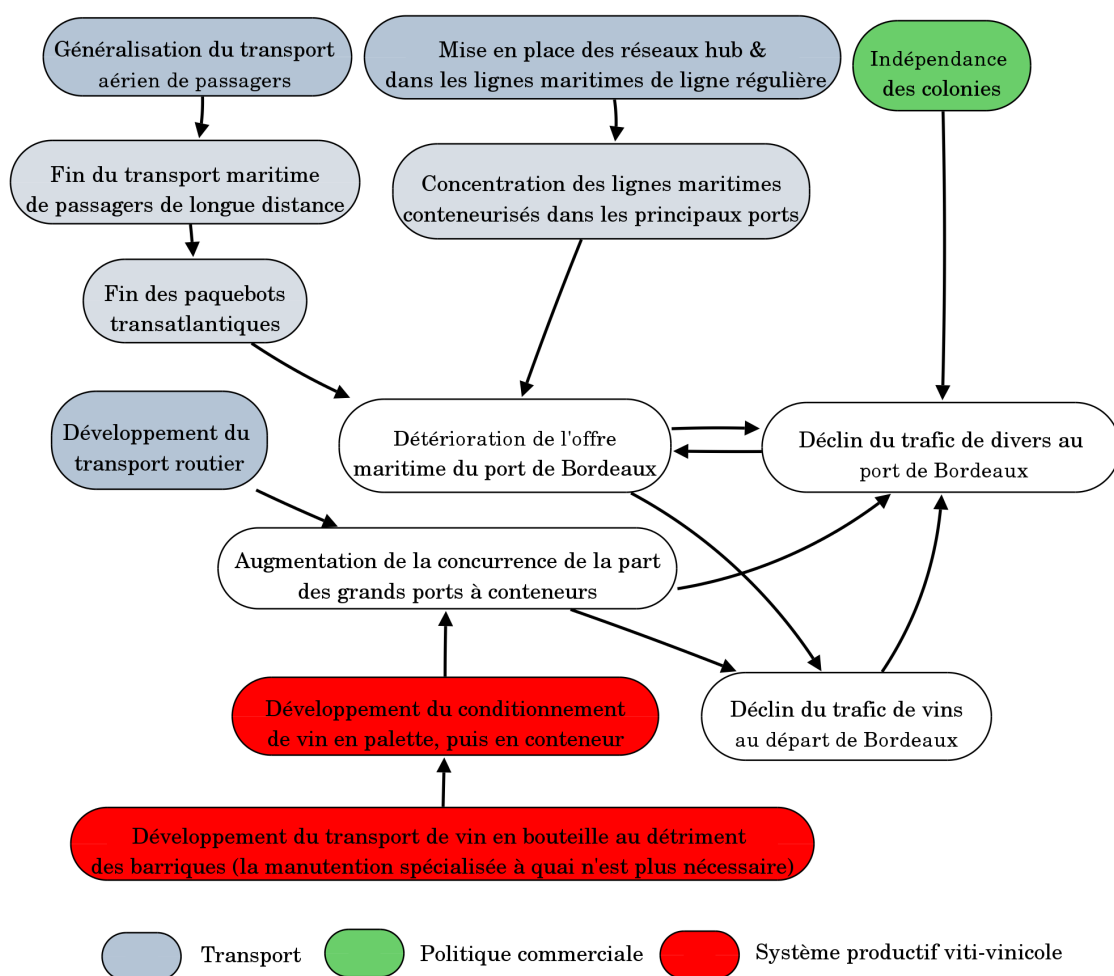 Généralisation du transport
aérien de passagers
Mise en place des réseaux hub &
dans les lignes maritimes de ligne régulière
Indépendance
des colonies
Fin du transport maritime
de passagers de longue distance
Concentration des lignes maritimes
conteneurisés dans les principaux ports
Fin des paquebots
transatlantiques
Développement du
transport routier
Détérioration de l'offre
maritime du port de Bordeaux
Déclin du trafic de divers au
port de Bordeaux
Augmentation de la concurrence de la part
des grands ports à conteneurs
Développement du conditionnement
de vin en palette, puis en conteneur
Déclin du trafic de vins
au départ de Bordeaux
Développement du transport de vin en bouteille au détriment
des barriques (la manutention spécialisée à quai n'est plus nécessaire)
Transport
Politique commerciale
Système productif viti-vinicole